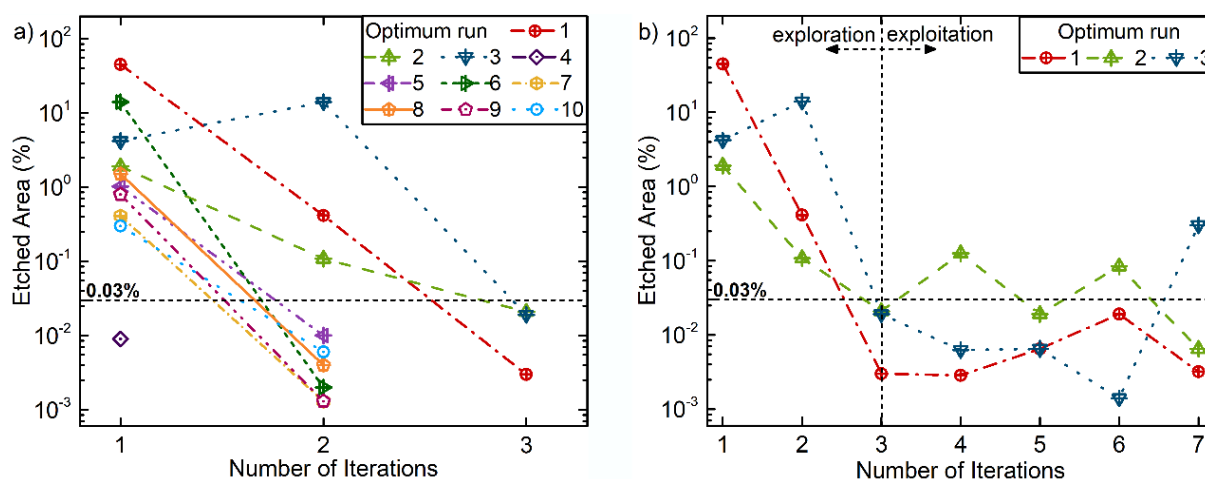 a)
Optimum run 1
2 3 4
5 6 7
8 9 10
10²
10¹
10⁰
10⁻¹
10⁻²
10⁻³
Etched Area (%)
0.03%
1 2 3
Number of Iterations
b)
exploration exploitation
Optimum run
1 2 3
10²
10¹
10⁰
10⁻¹
10⁻²
10⁻³
Etched Area (%)
0.03%
1 2 3 4 5 6 7
Number of Iterations